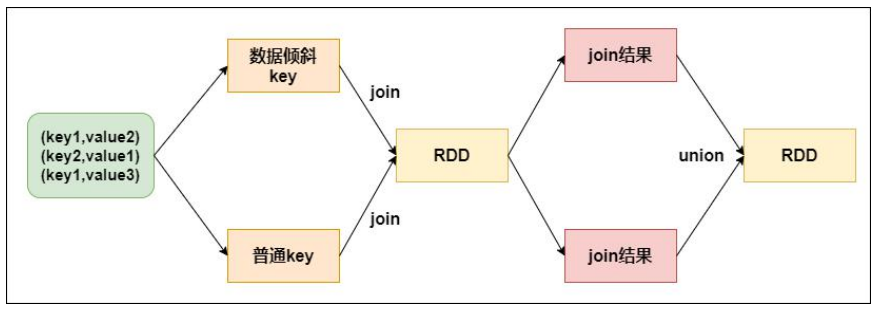 (key1,value2)
(key2,value1)
(key1,value3)
数据倾斜
key
普通key
join
join
RDD
join结果
join结果
union
RDD